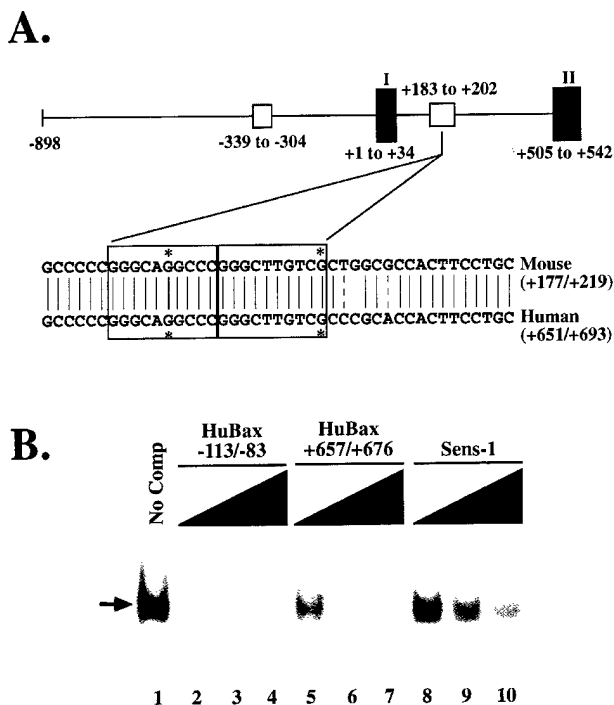 A.
I
+183 to +202
II
-898
-339 to -304
+1 to +34
+505 to +542
* *
GCCCCCGGGCAGGCCCGGGCTTGTCGCTGGCGCCACTTCCTGC Mouse
(+177/+219)
GCCCCCGGGCAGGCCCGGGCTTGTCGCCCGCACCACTTCCTGC Human
* *
(+651/+693)
B.
No Comp
HuBax
-113/-83
HuBax
+657/+676
Sens-1
1 2 3 4 5 6 7 8 9 10